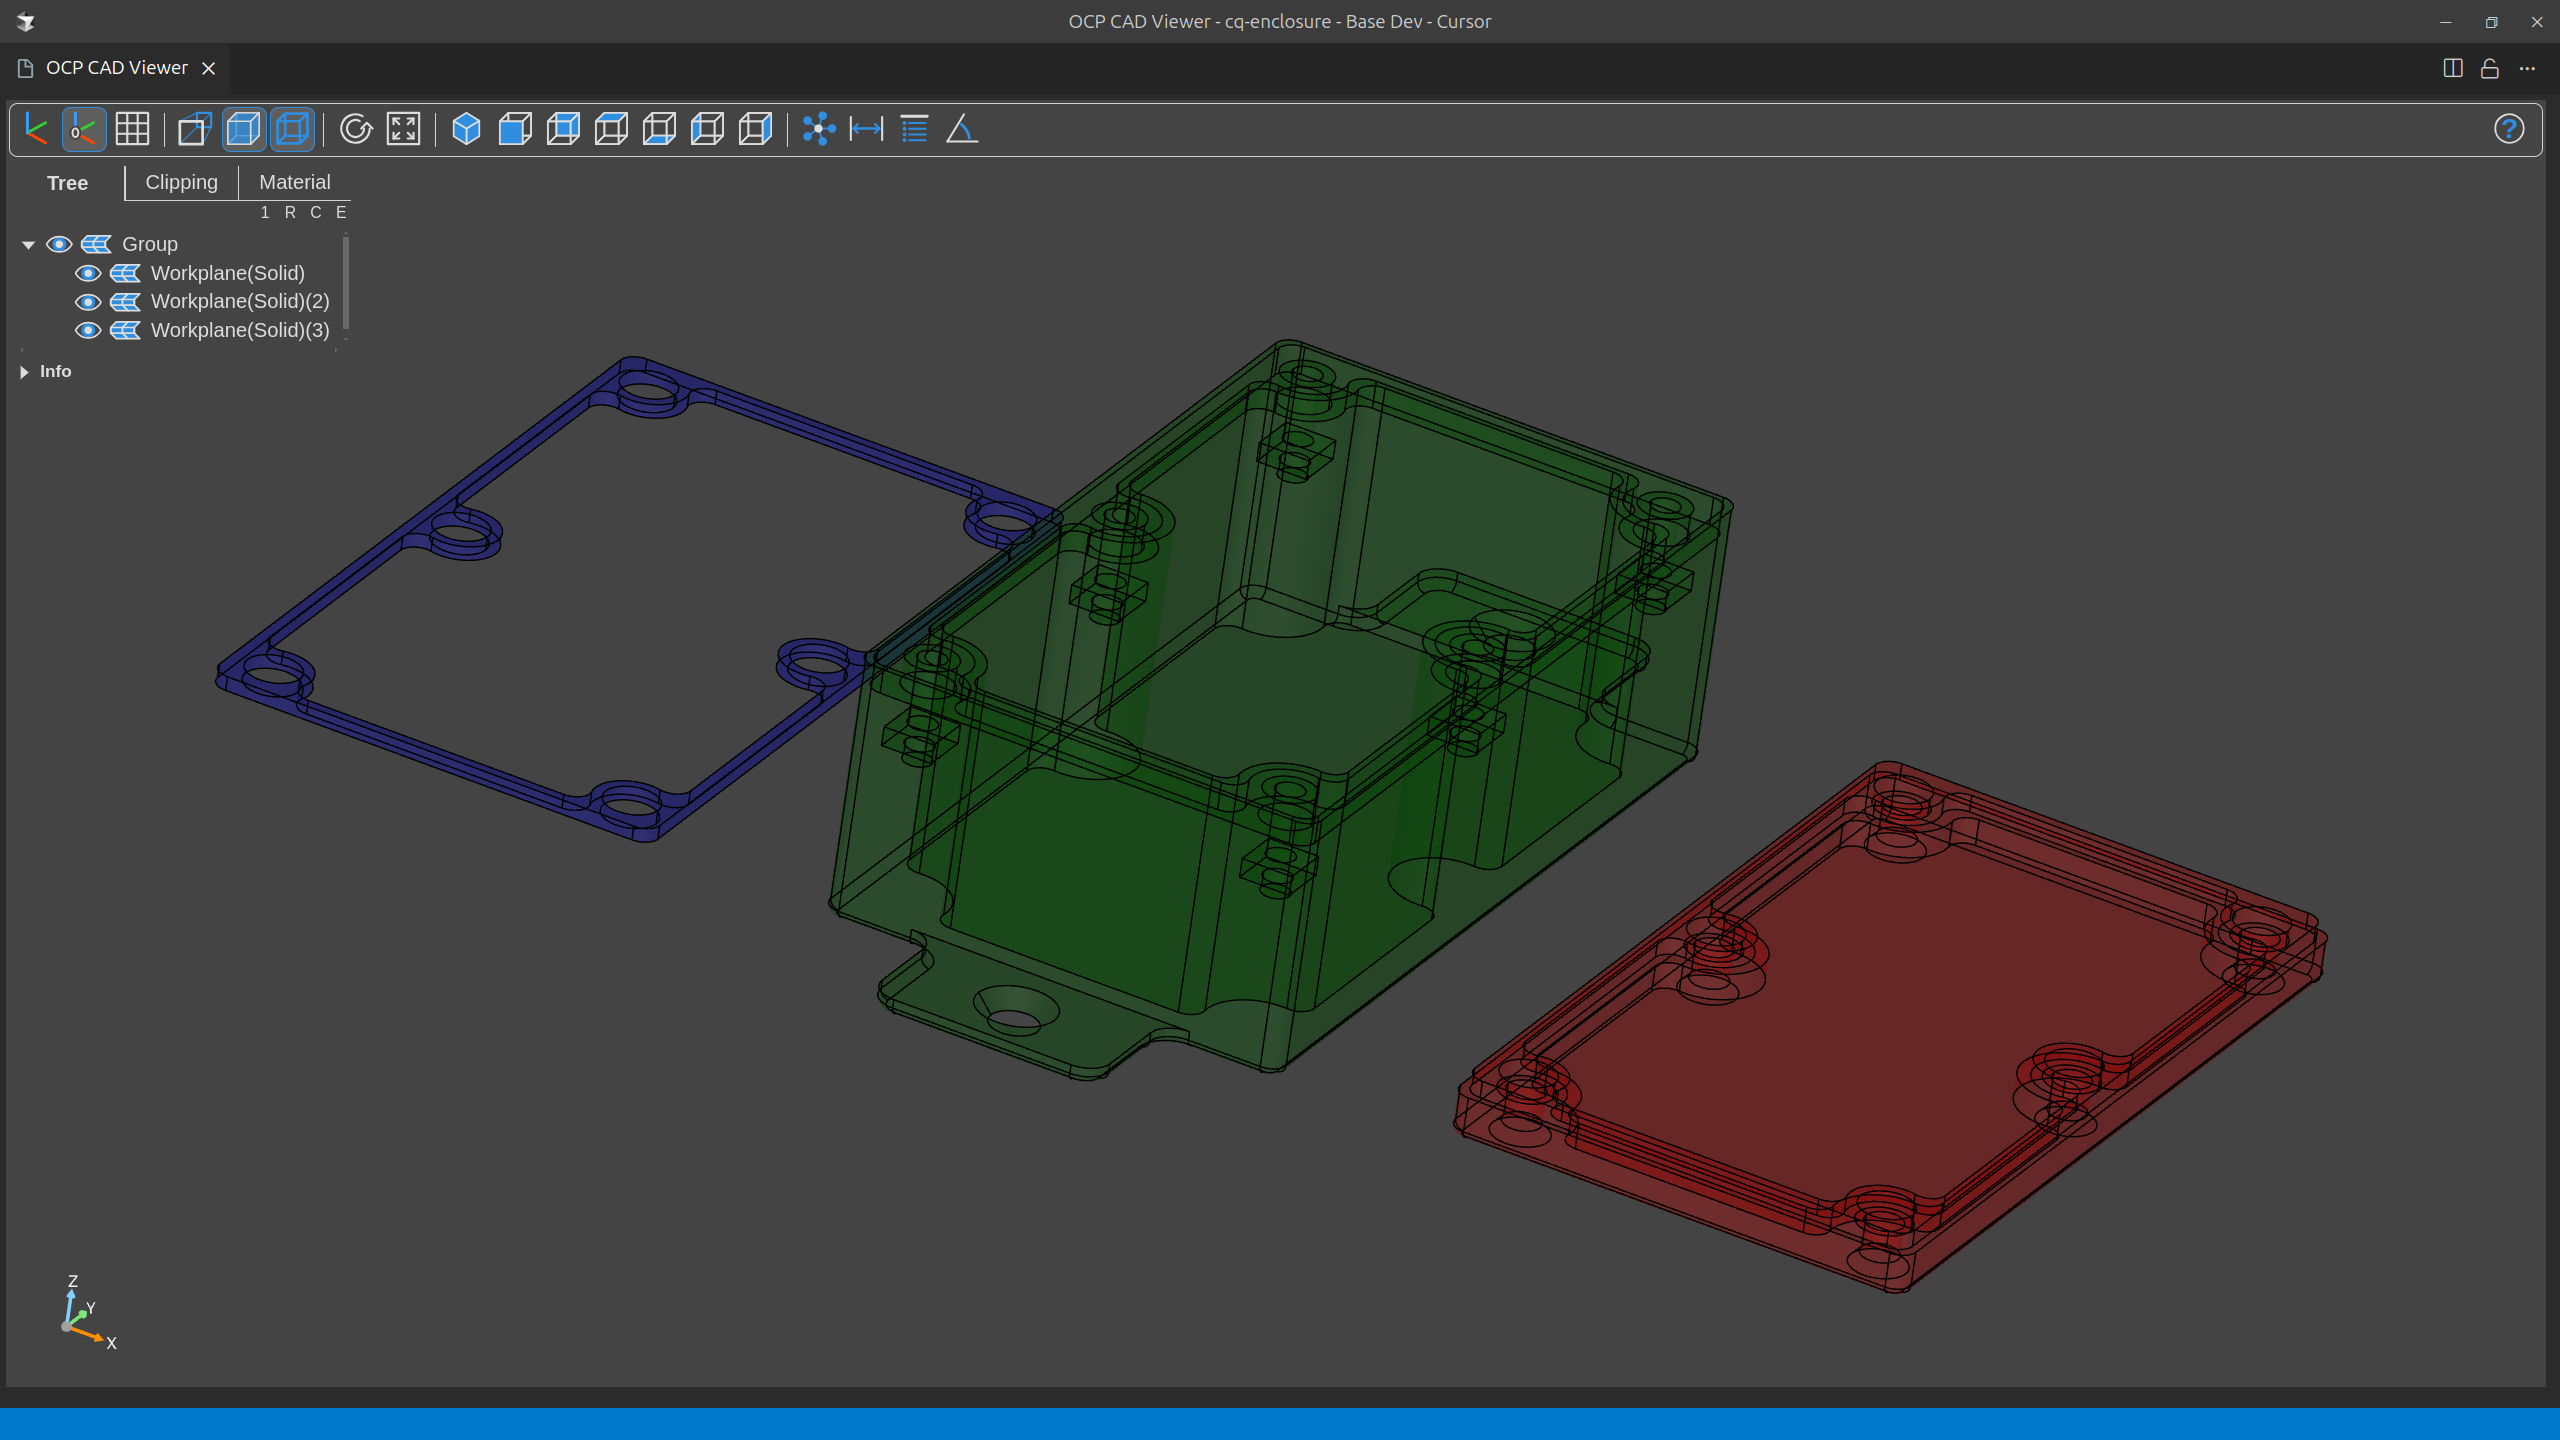 OCP CAD Viewer - cq-enclosure - Base Dev - Cursor
OCP CAD Viewer
0
?
Tree Clipping Material
1 R C E
Group
Workplane(Solid)
Workplane(Solid)(2)
Workplane(Solid)(3)
Info
Z
Y
X